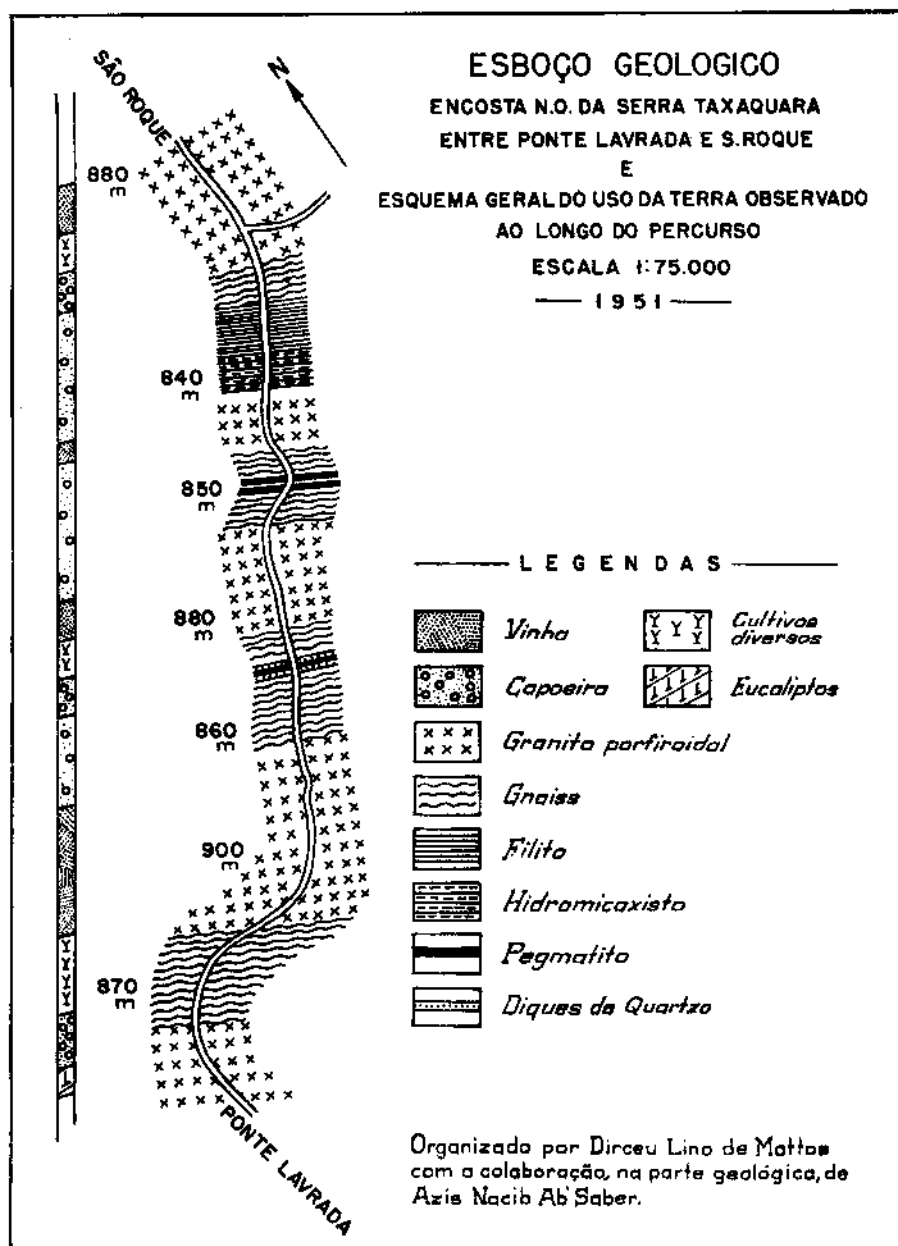 ESBOÇO GEOLOGICO
ENCOSTA N.O. DA SERRA TAXAQUARA
ENTRE PONTE LAVRADA E S.ROQUE
E
ESQUEMA GERAL DO USO DA TERRA OBSERVADO
AO LONGO DO PERCURSO
ESCALA 1:75.000
1951
SÃO ROQUE
N
880
m
840
m
850
m
880
m
860
m
900
m
870
m
PONTE LAVRADA
LEGENDAS
Vinha
Cultivos
diversos
Capoeira
Eucaliptos
Granito porfiroidal
Gnaiss
Filito
Hidromicaxisto
Pegmatito
Diques de Quartzo
Organizado por Dirceu Lino de Mattos
com a colaboração, na parte geológica, de
Azis Nacib Ab'Saber.